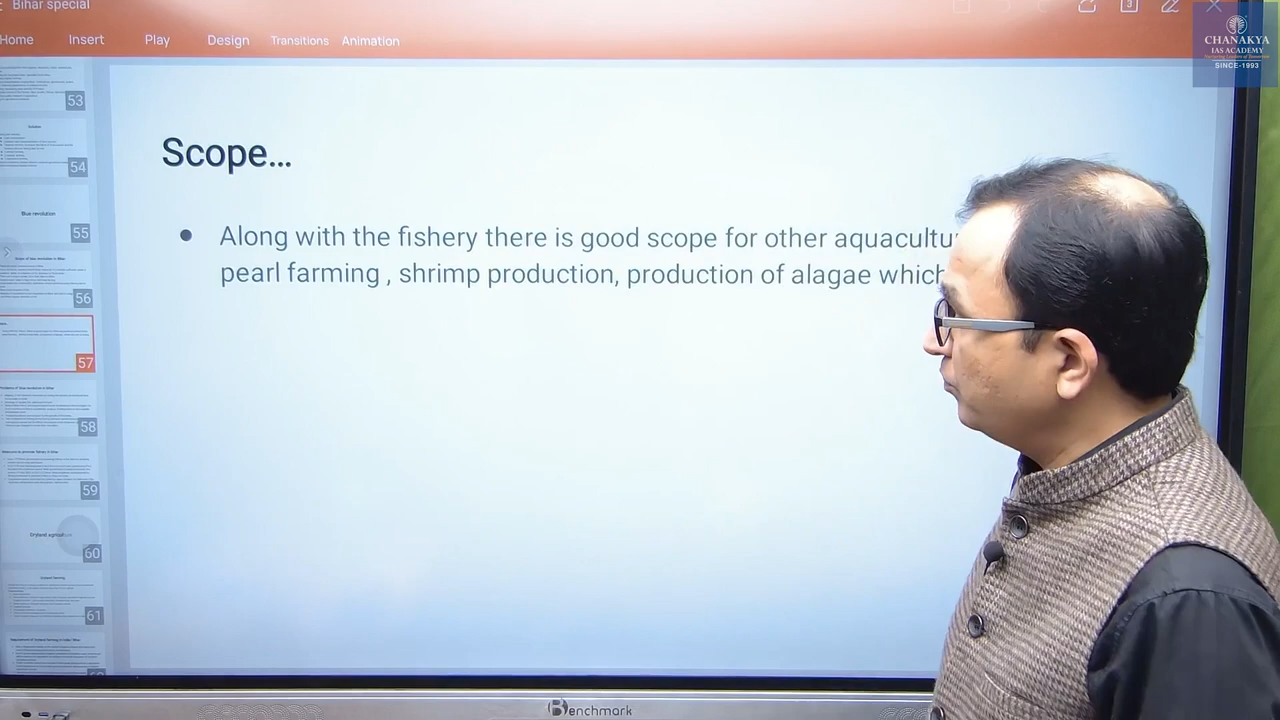 Bihar special
3
Home Insert Play Design Transitions Animation
CHANAKYA
IAS ACADEMY
SINCE-1993
53
54
Blue revolution
55
56
57
58
59
60
61
Scope...
Along with the fishery there is good scope for other
pearl farming , shrimp production, production of alagae which
Benchmark